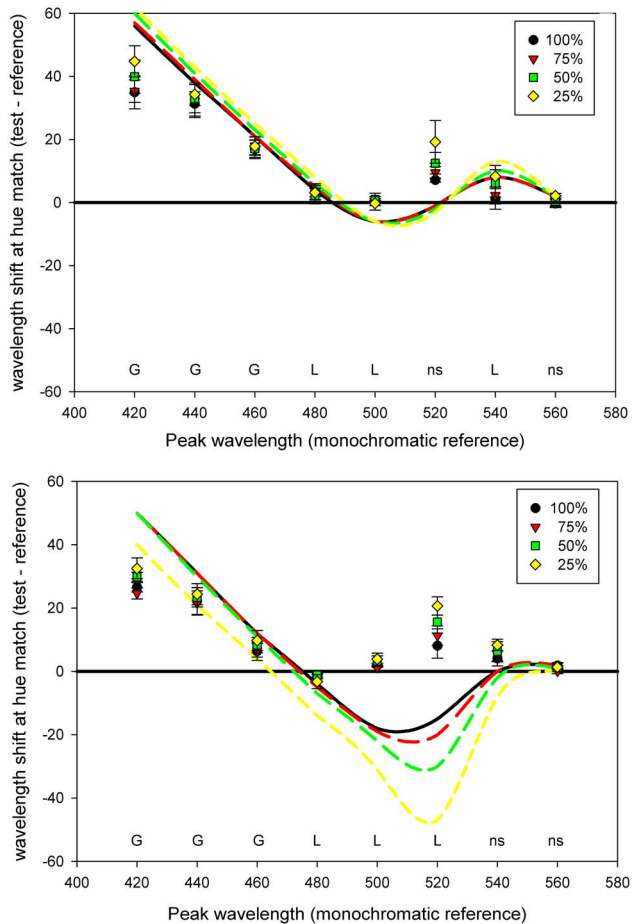 60
100%
75%
50%
25%
40
20
0
-20
-40
-60
wavelength shift at hue match (test - reference)
G G G L L ns L ns
400 420 440 460 480 500 520 540 560 580
Peak wavelength (monochromatic reference)
60
100%
75%
50%
25%
40
20
0
-20
-40
-60
wavelength shift at hue match (test - reference)
G G G L L L ns ns
400 420 440 460 480 500 520 540 560 580
Peak wavelength (monochromatic reference)